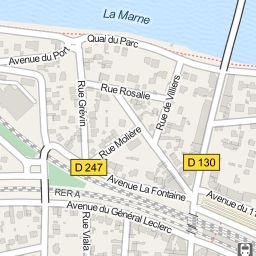 La Marne
Quai du Parc
Avenue du Port
Rue Rosalie
Rue de Villiers
Rue Grévin
Rue Molière
D 247
D 130
RER A
Avenue La Fontaine
Avenue du Général Leclerc
Avenue du 11
Rue Viala